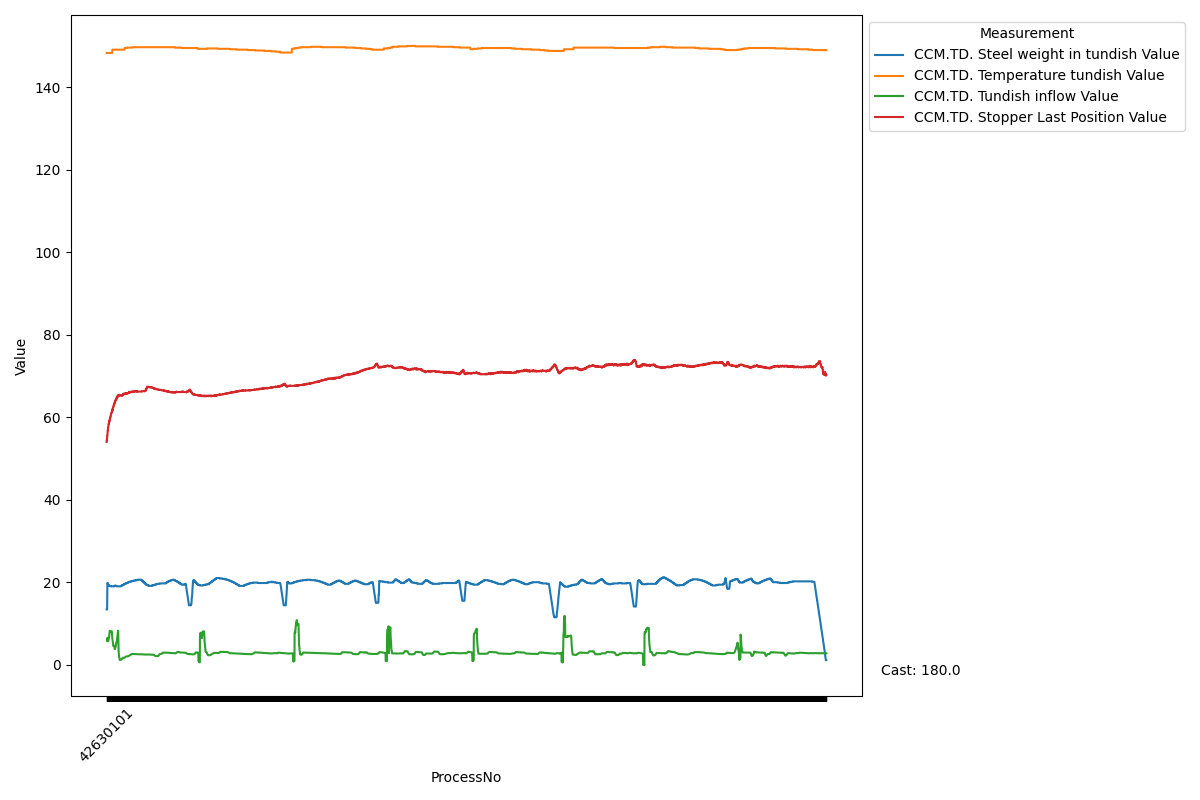 Measurement
CCM.TD. Steel weight in tundish Value
CCM.TD. Temperature tundish Value
CCM.TD. Tundish inflow Value
CCM.TD. Stopper Last Position Value
140
120
100
80
60
40
20
0
Value
Cast: 180.0
42630101
ProcessNo